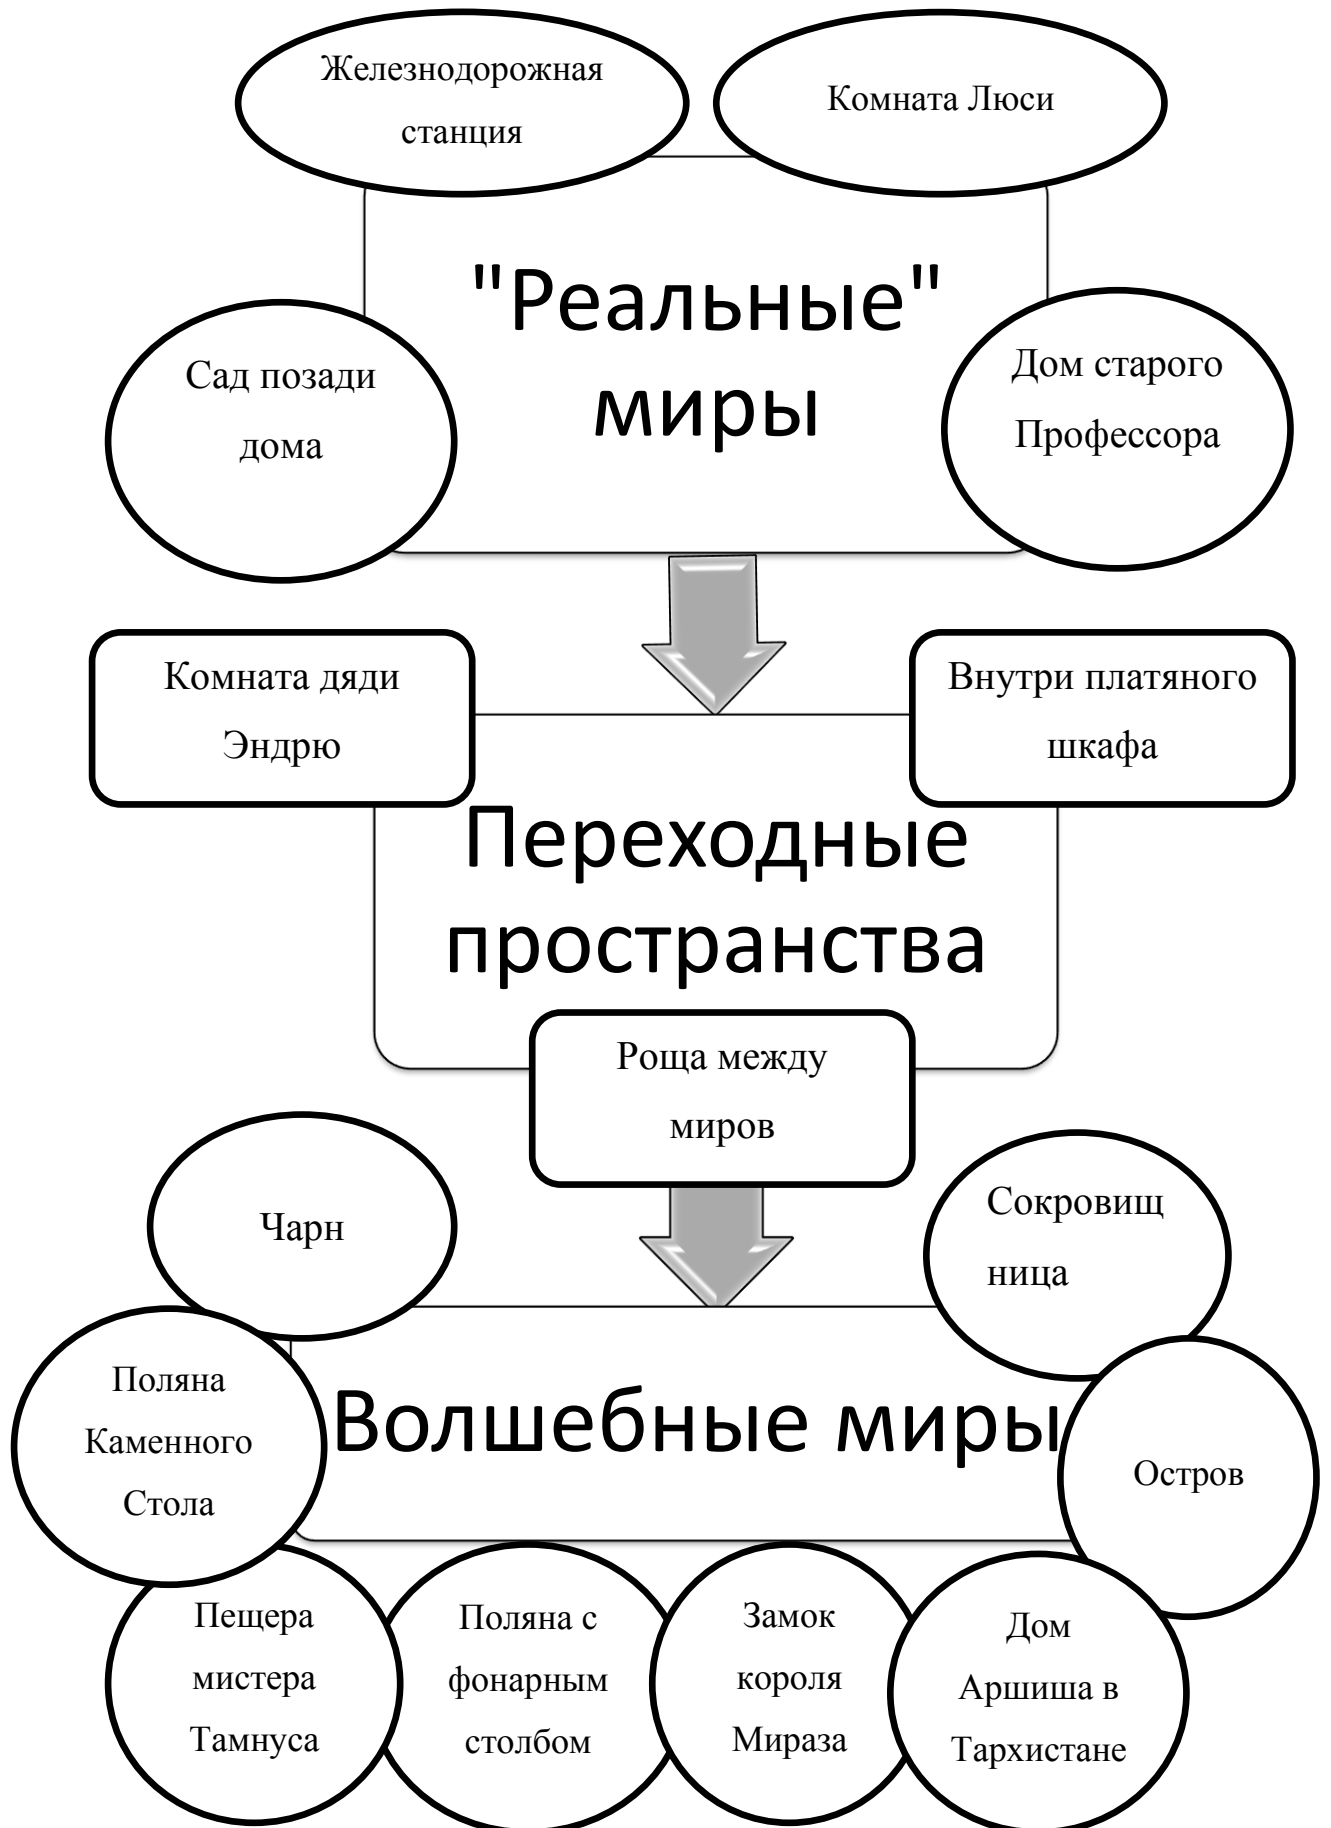 Железнодорожная
станция
Комната Люси
"Реальные"
миры
Сад позади
дома
Дом старого
Профессора
Комната дяди
Эндрю
Внутри платяного
шкафа
Переходные
пространства
Роща между
миров
Чарн
Сокровищ
ница
Поляна
Каменного
Стола
Волшебные миры
Остров
Пещера
мистера
Тамнуса
Поляна с
фонарным
столбом
Замок
короля
Мираза
Дом
Аршиша в
Тархистане